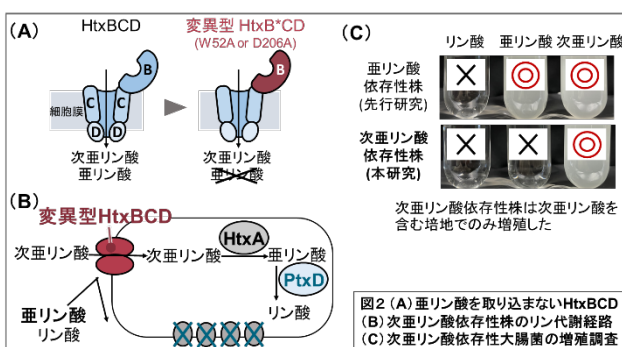 (A)
HtxBCD
変異型 HtxB*CD
(W52A or D206A)
B
B
C
C
D
D
細胞膜
次亜リン酸
亜リン酸
次亜リン酸
亜リン酸
(B)
変異型HtxBCD
次亜リン酸
次亜リン酸
HtxA
亜リン酸
PtxD
リン酸
亜リン酸
リン酸
(C)
リン酸 亜リン酸 次亜リン酸
亜リン酸
依存性株
(先行研究)
次亜リン酸
依存性株
(本研究)
次亜リン酸依存性株は次亜リン酸を
含む培地でのみ増殖した
図2 (A) 亜リン酸を取り込まないHtxBCD
(B) 次亜リン酸依存性株のリン代謝経路
(C) 次亜リン酸依存性大腸菌の増殖調査